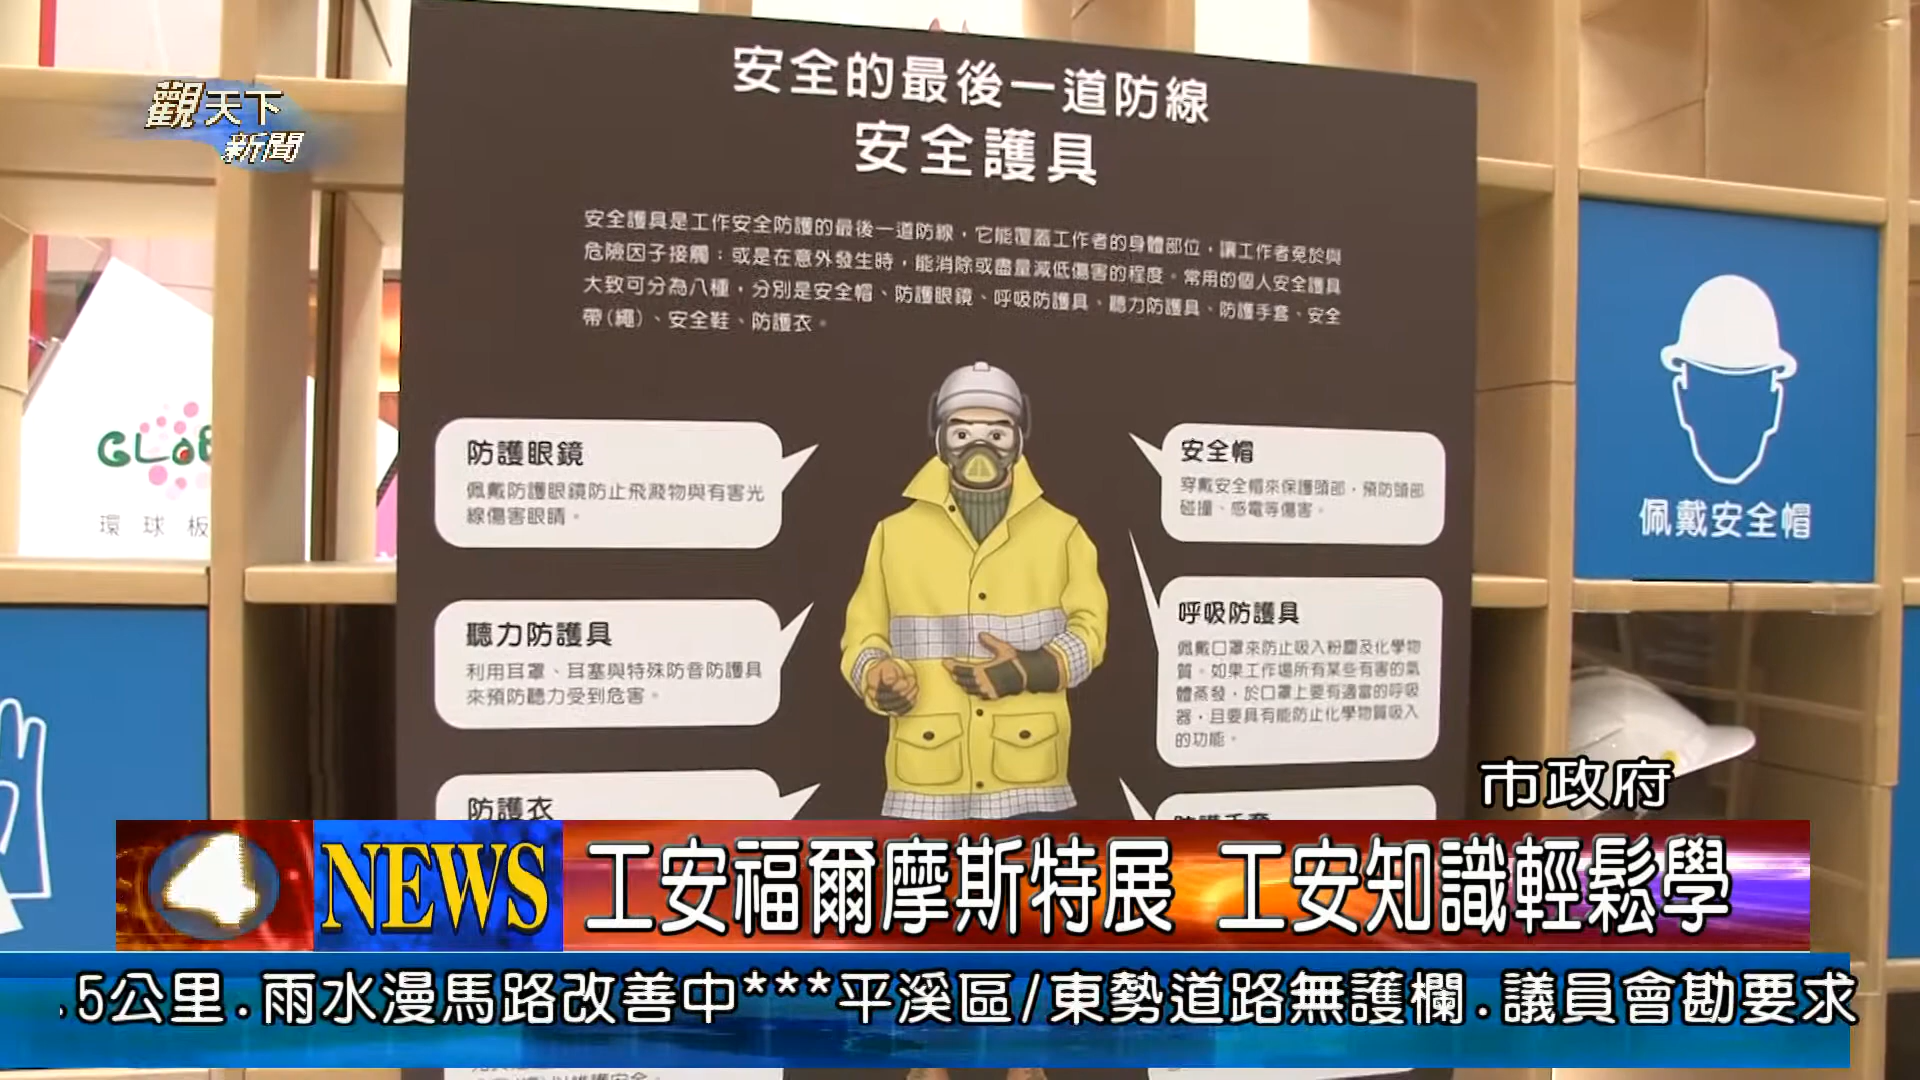 觀天下
新聞
安全的最後一道防線
安全護具
安全護具是工作安全防護的最後一道防線，它能覆蓋工作者的身體部位，讓工作者免於與
危險因子接觸；或是在意外發生時，能消除或盡量減低傷害的程度。常用的個人安全護具
大致可分為八種，分別是安全帽、防護眼鏡、呼吸防護具、聽力防護具、防護手套、安全
帶(繩)、安全鞋、防護衣。
防護眼鏡
佩戴防護眼鏡防止飛濺物與有害光
線傷害眼睛。
聽力防護具
利用耳罩、耳塞與特殊防音防護具
來預防聽力受到危害。
防護衣
安全帽
穿戴安全帽來保護頭部，預防頭部
碰撞、感電等傷害。
呼吸防護具
佩戴口罩來防止吸入粉塵及化學物
質。如果工作場所有某些有害的氣
體蒸發，於口罩上要有適當的呼吸
器，且要具有能防止化學物質吸入
的功能。
防護手套
佩戴安全帽
GLOB
環球板
市政府
NEWS
工安福爾摩斯特展 工安知識輕鬆學
.5公里.雨水漫馬路改善中***平溪區/東勢道路無護欄.議員會勘要求